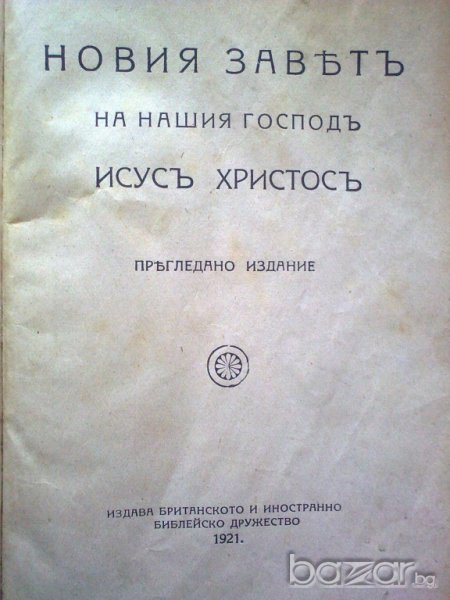 НОВИЯ ЗАВѢТЪ
НА НАШИЯ ГОСПОДЪ
ИСУСЪ ХРИСТОСЪ
ПРѢГЛЕДАНО ИЗДАНИЕ
ИЗДАВА БРИТАНСКОТО И ИНОСТРАННО
БИБЛЕЙСКО ДРУЖЕСТВО
1921.
bazar.bg